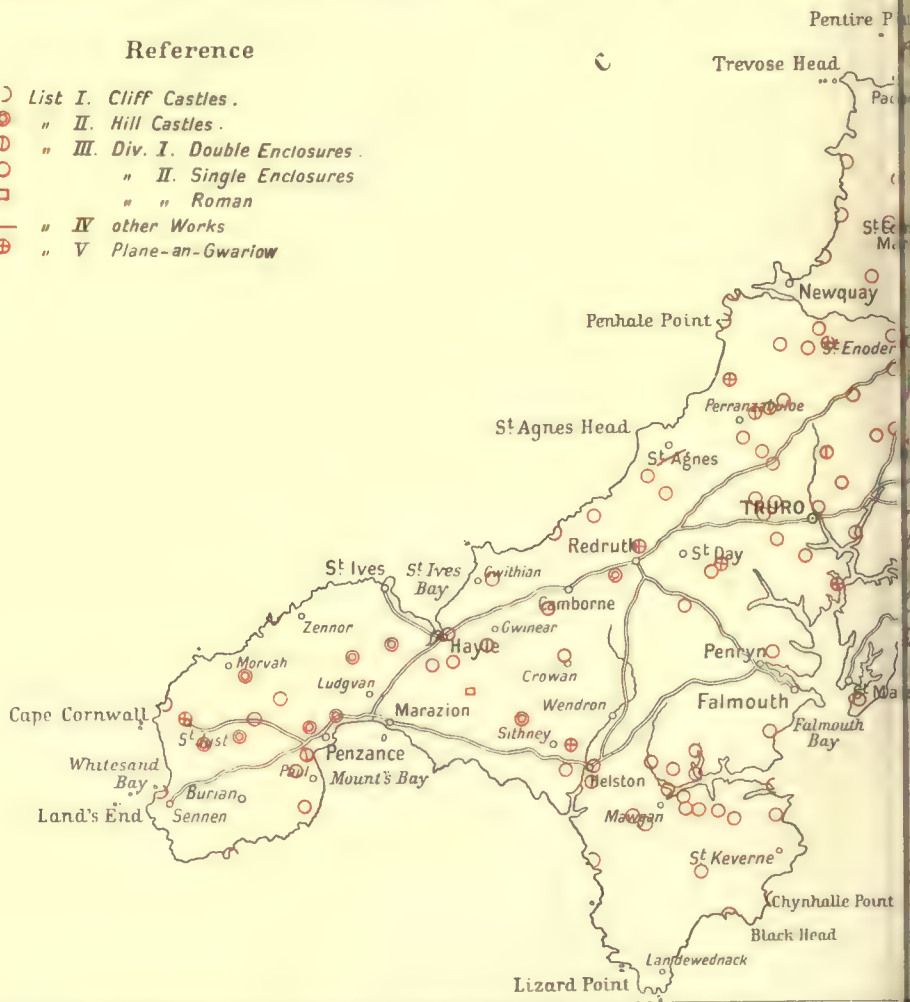 Reference
List I. Cliff Castles.
" II. Hill Castles.
" III. Div. I. Double Enclosures.
" II. Single Enclosures
" " Roman
" IV other Works
" V Plane-an-Gwariow
Pentire
Trevose Head
Newquay
Penhale Point
St Enoder
Perranzabuloe
St Agnes Head
St Agnes
TRURO
Redruth
St Day
St Ives
St Ives
Bay
Gwithian
Camborne
Zennor
Gwinear
Hayle
Morvah
Crowan
Penryn
Ludgvan
Falmouth
Wendron
Cape Cornwall
Marazion
Falmouth
Bay
St Just
Sithney
Penzance
Whitesand
Bay
Paul
Mount's Bay
Helston
Burian
Land's End
Sennen
Mawgan
St Keverne
Chynhalle Point
Black Head
Landewednack
Lizard Point